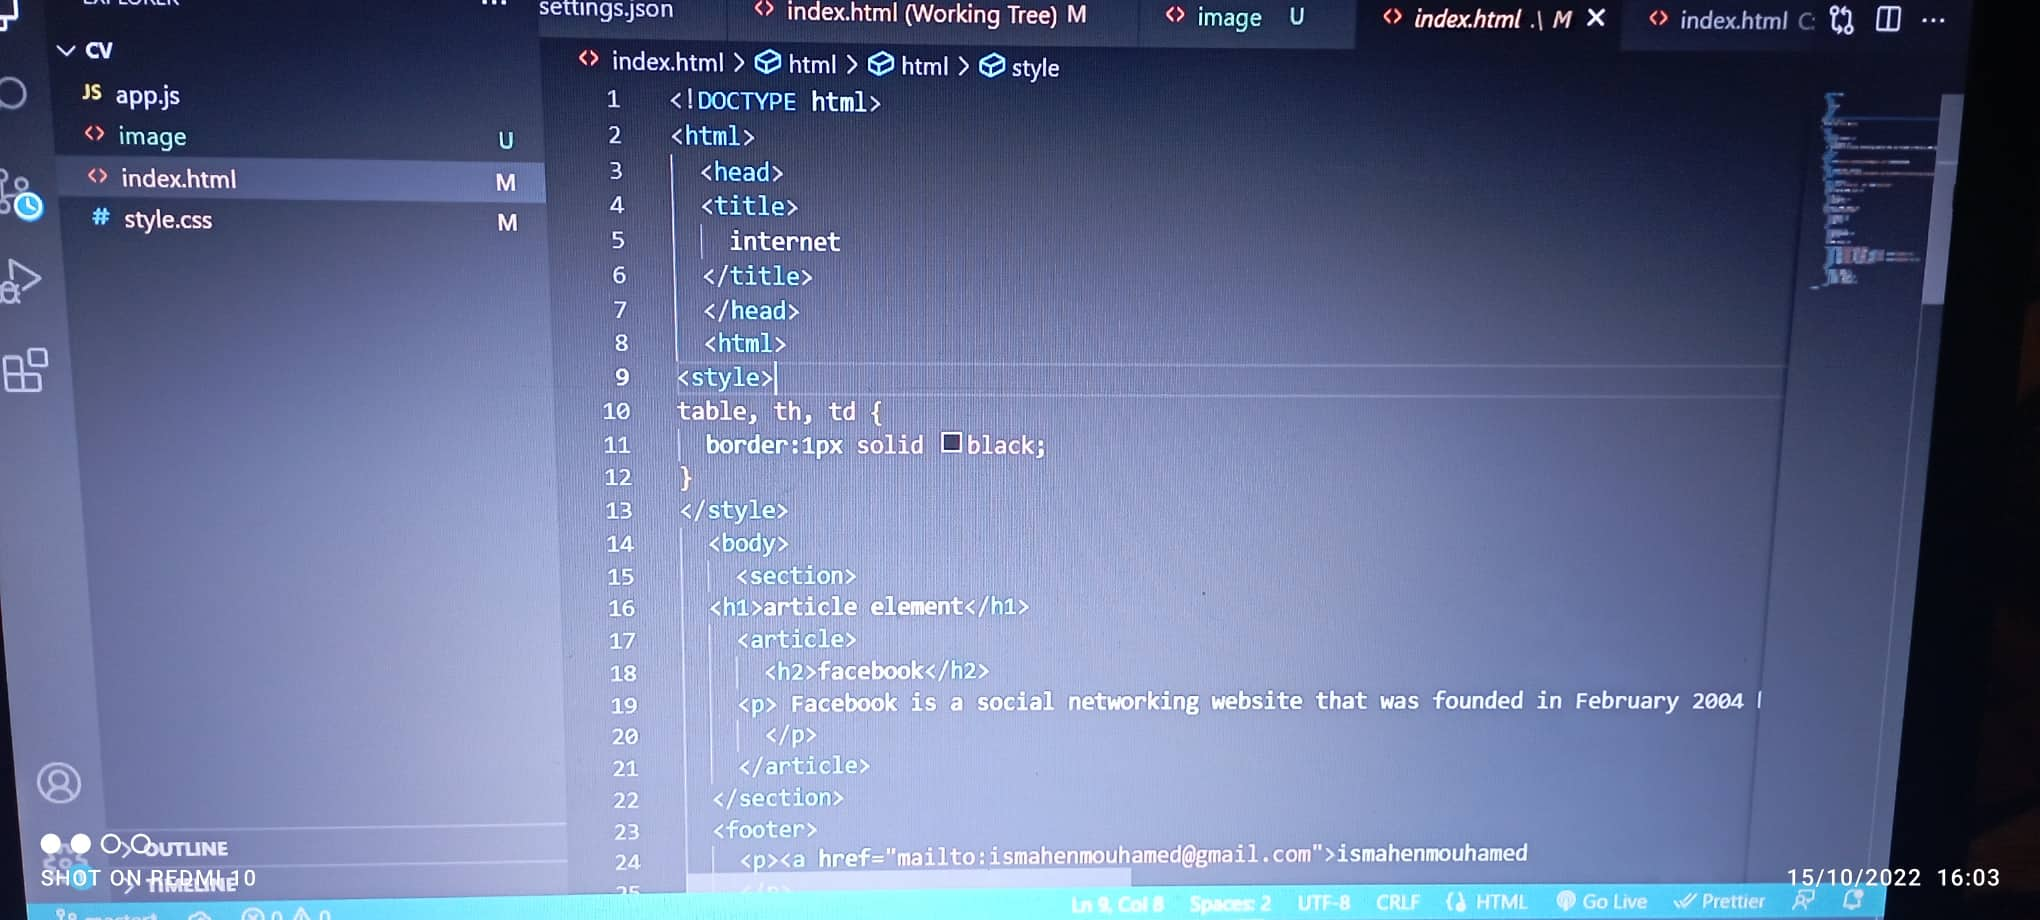 settings.json
index.html (Working Tree) M
image U
index.html .\ M
index.html C:
CV
JS app.js
image U
index.html M
# style.css M
index.html > html > html > style
1 <!DOCTYPE html>
2 <html>
3 <head>
4 <title>
5 internet
6 </title>
7 </head>
8 <html>
9 <style>
10 table, th, td {
11 border:1px solid black;
12 }
13 </style>
14 <body>
15 <section>
16 <h1>article element</h1>
17 <article>
18 <h2>facebook</h2>
19 <p> Facebook is a social networking website that was founded in February 2004
20 </p>
21 </article>
22 </section>
23 <footer>
24 <p><a href="mailto:ismahenmouhamed@gmail.com">ismahenmouhamed
25 </p>
OUTLINE
TIMELINE
SHOT ON REDMI 10
15/10/2022 16:03
Ln 9, Col 8 Spaces: 2 UTF-8 CRLF HTML Go Live Prettier